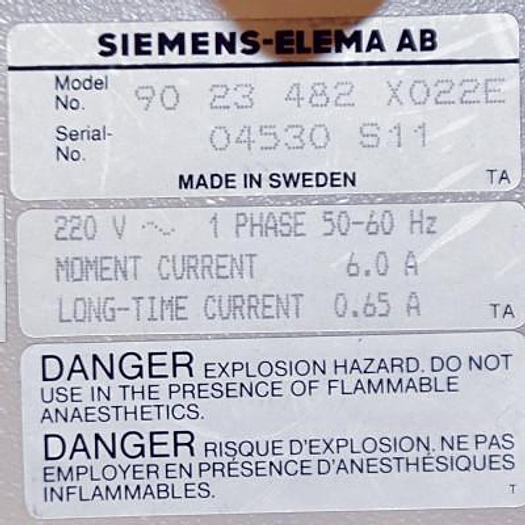 SIEMENS-ELEMA AB
Model No. 90 23 482 X022E
Serial-No. 04530 S11
MADE IN SWEDEN TA
220 V ~ 1 PHASE 50-60 Hz
MOMENT CURRENT 6.0 A
LONG-TIME CURRENT 0.65 A TA
DANGER EXPLOSION HAZARD. DO NOT
USE IN THE PRESENCE OF FLAMMABLE
ANAESTHETICS.
DANGER RISQUE D'EXPLOSION. NE PAS
EMPLOYER EN PRÉSENCE D'ANESTHÉSIQUES
INFLAMMABLES. T